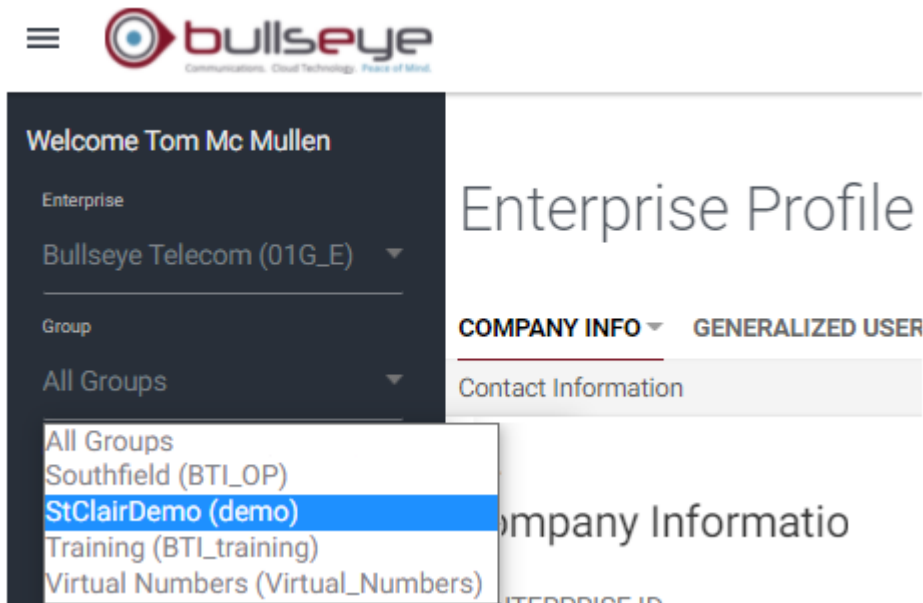 bullseye
Communications. Cloud Technology. Peace of Mind.
Welcome Tom Mc Mullen
Enterprise
Bullseye Telecom (01G_E)
Group
All Groups
All Groups
Southfield (BTI_OP)
StClairDemo (demo)
Training (BTI_training)
Virtual Numbers (Virtual_Numbers)
Enterprise Profile
COMPANY INFO GENERALIZED USER
Contact Information
ompany Informatio